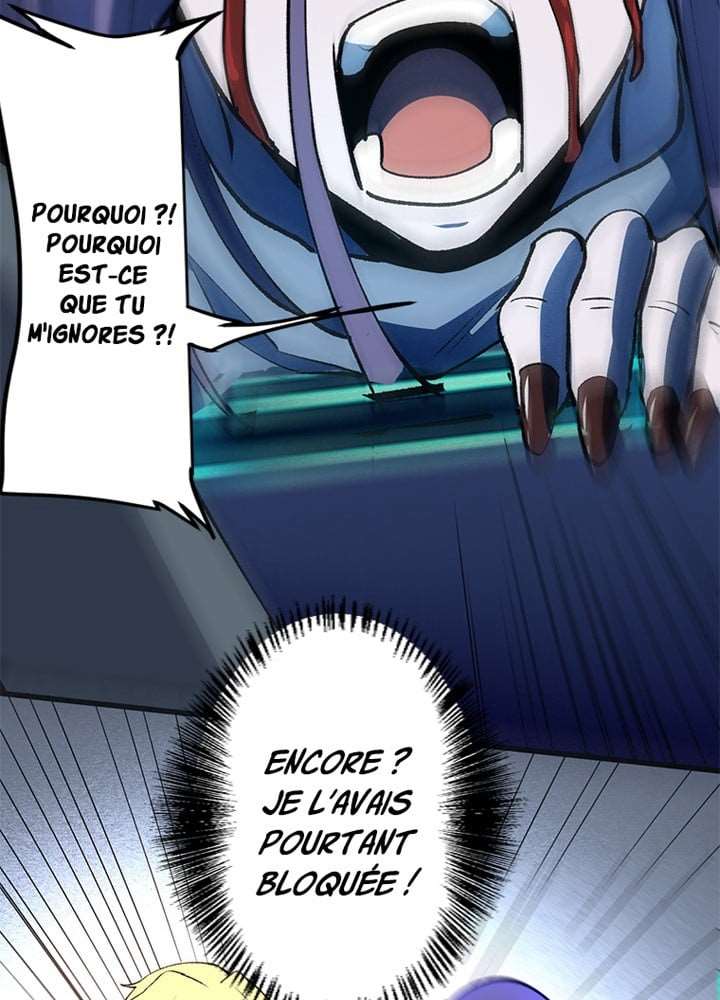 POURQUOI ?!
POURQUOI
EST-CE
QUE TU
M'IGNORES ?!
ENCORE ?
JE L'AVAIS
POURTANT
BLOQUÉE !